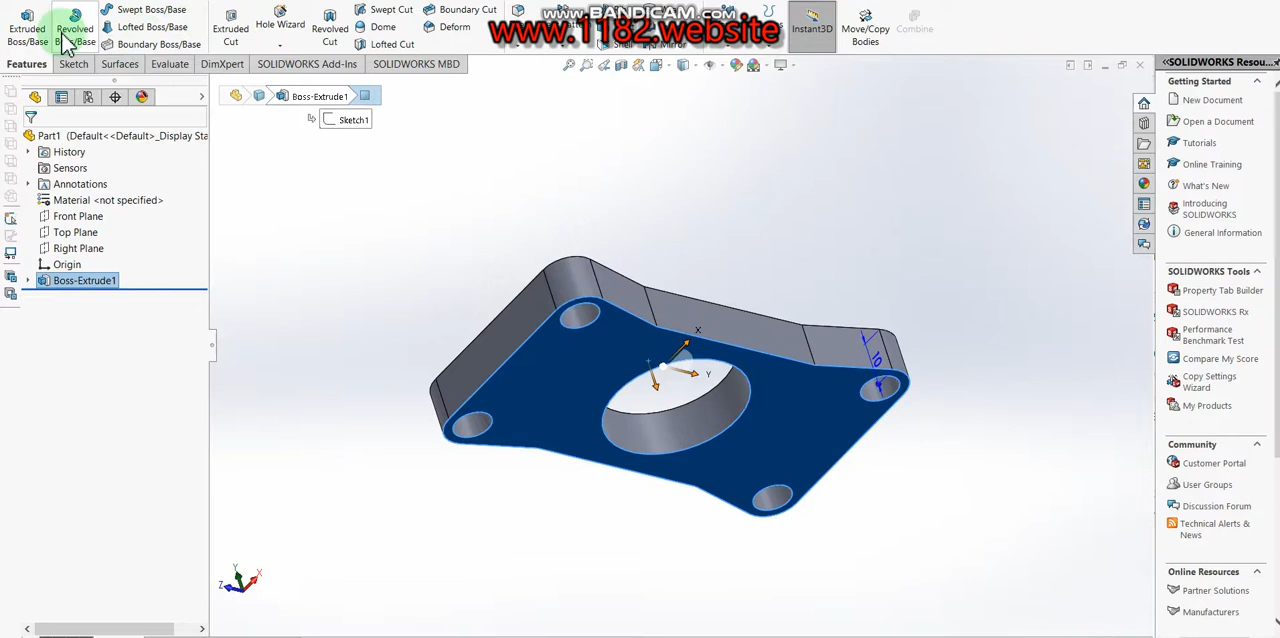 www.BANDICAM.com
www.1182.website
Extruded Boss/Base
Revolved Boss/Base
Swept Boss/Base
Lofted Boss/Base
Boundary Boss/Base
Extruded Cut
Hole Wizard
Revolved Cut
Swept Cut
Dome
Lofted Cut
Boundary Cut
Deform
Shell
Mirror
Instant3D
Move/Copy Bodies
Combine
Features
Sketch
Surfaces
Evaluate
DimXpert
SOLIDWORKS Add-Ins
SOLIDWORKS MBD
Part1 (Default<<Default>_Display Sta
History
Sensors
Annotations
Material <not specified>
Front Plane
Top Plane
Right Plane
Origin
Boss-Extrude1
Boss-Extrude1
Sketch1
X
Y
10
Y
X
Z
SOLIDWORKS Resou...
Getting Started
New Document
Open a Document
Tutorials
Online Training
What's New
Introducing
SOLIDWORKS
General Information
SOLIDWORKS Tools
Property Tab Builder
SOLIDWORKS Rx
Performance
Benchmark Test
Compare My Score
Copy Settings
Wizard
My Products
Community
Customer Portal
User Groups
Discussion Forum
Technical Alerts &
News
Online Resources
Partner Solutions
Manufacturers